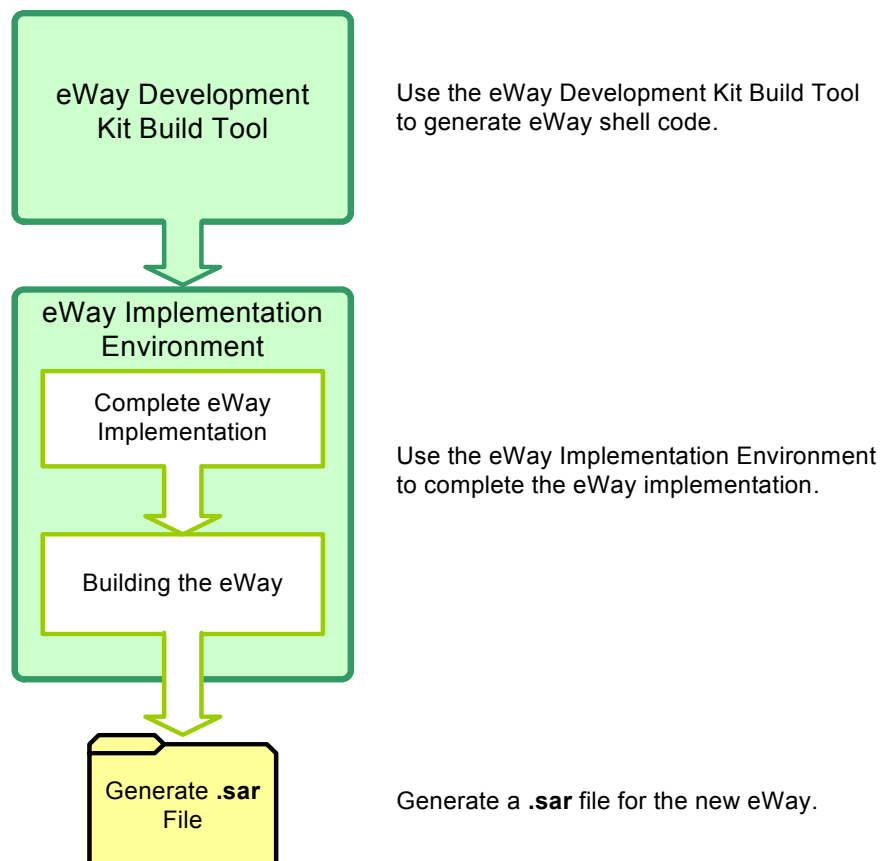 eWay Development
Kit Build Tool
Use the eWay Development Kit Build Tool
to generate eWay shell code.
eWay Implementation
Environment
Complete eWay
Implementation
Use the eWay Implementation Environment
to complete the eWay implementation.
Building the eWay
Generate .sar
File
Generate a .sar file for the new eWay.